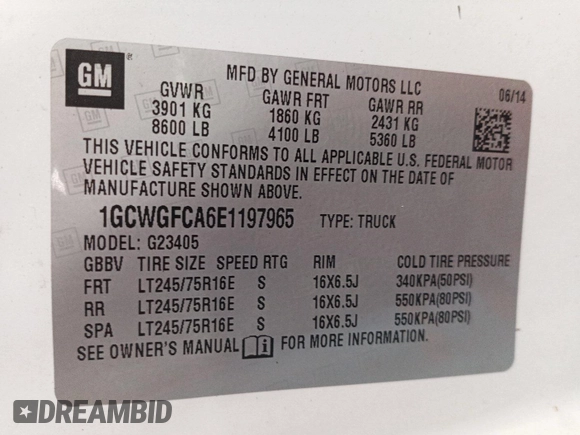 GM
MFD BY GENERAL MOTORS LLC
06/14
GVWR GAWR FRT GAWR RR
3901 KG 1860 KG 2431 KG
8600 LB 4100 LB 5360 LB
THIS VEHICLE CONFORMS TO ALL APPLICABLE U.S. FEDERAL MOTOR
VEHICLE SAFETY STANDARDS IN EFFECT ON THE DATE OF
MANUFACTURE SHOWN ABOVE.
1GCWGFCA6E1197965 TYPE: TRUCK
MODEL: G23405
GBBV TIRE SIZE SPEED RTG RIM COLD TIRE PRESSURE
FRT LT245/75R16E S 16X6.5J 340KPA(50PSI)
RR LT245/75R16E S 16X6.5J 550KPA(80PSI)
SPA LT245/75R16E S 16X6.5J 550KPA(80PSI)
SEE OWNER'S MANUAL FOR MORE INFORMATION.
DREAMBID